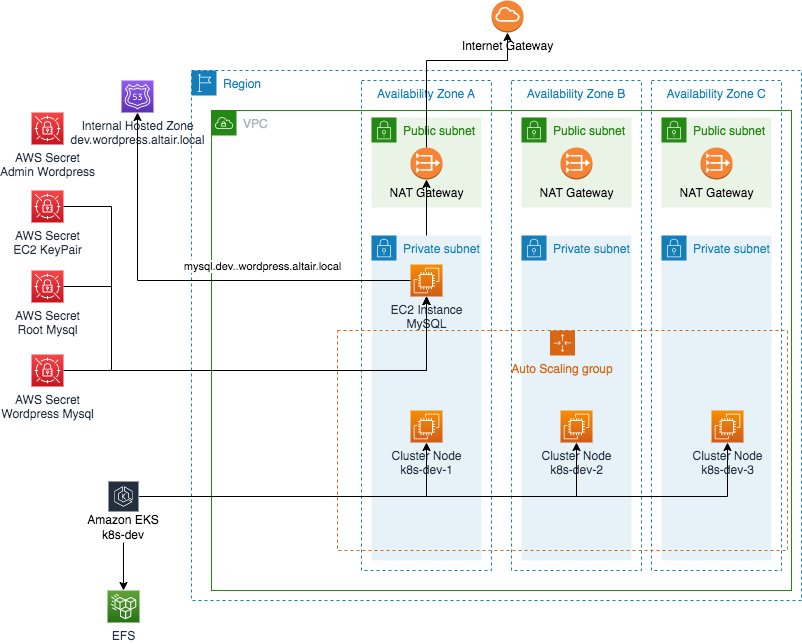 Internet Gateway
Region
Availability Zone A
Availability Zone B
Availability Zone C
53
Internal Hosted Zone
dev.wordpress.altair.local
VPC
Public subnet
Public subnet
Public subnet
AWS Secret
Admin Wordpress
NAT Gateway
NAT Gateway
NAT Gateway
AWS Secret
EC2 KeyPair
Private subnet
Private subnet
Private subnet
mysql.dev..wordpress.altair.local
AWS Secret
Root Mysql
EC2 Instance
MySQL
Auto Scaling group
AWS Secret
Wordpress Mysql
Cluster Node
k8s-dev-1
Cluster Node
k8s-dev-2
Cluster Node
k8s-dev-3
K
Amazon EKS
k8s-dev
EFS